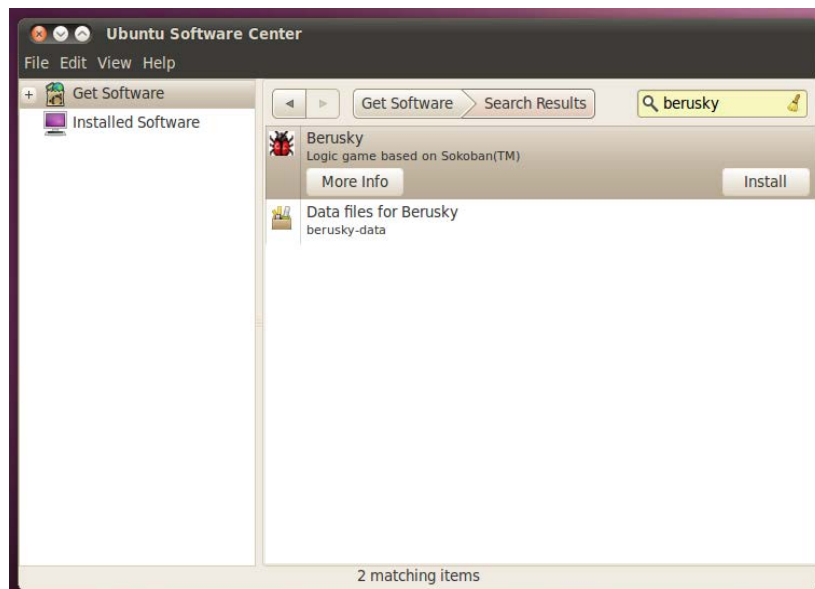 Ubuntu Software Center
File Edit View Help
Get Software
Installed Software
Get Software Search Results berusky
Berusky
Logic game based on Sokoban(TM)
More Info Install
Data files for Berusky
berusky-data
2 matching items